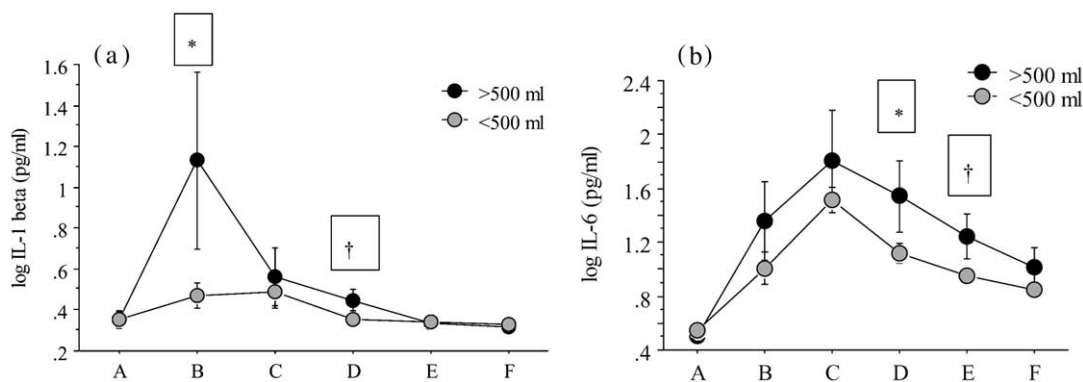 (a)
*
>500 ml
<500 ml
†
log IL-1 beta (pg/ml)
1.6
1.4
1.2
1
.8
.6
.4
.2
A B C D E F
(b)
>500 ml
<500 ml
*
†
log IL-6 (pg/ml)
2.4
2
1.6
1.2
.8
.4
A B C D E F